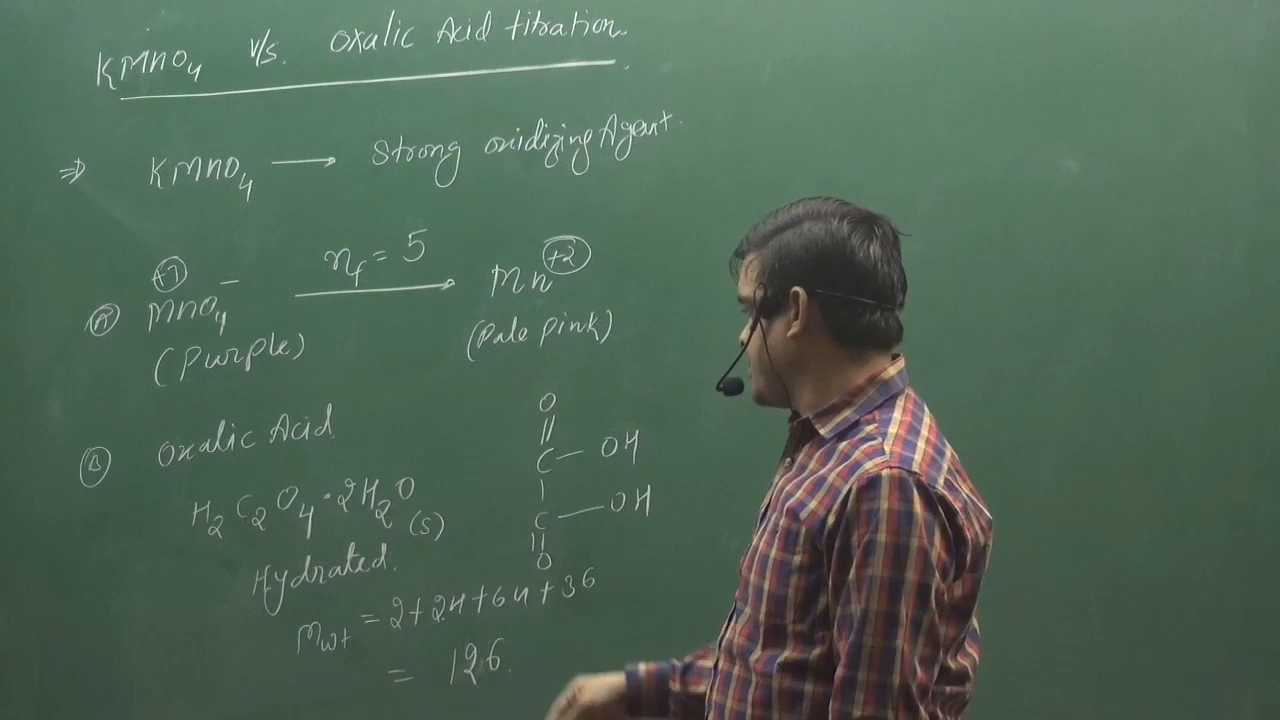 KMnO4 v/s. Oxalic Acid titration.
⇒ KMnO4 → Strong oxidizing Agent.
nf = 5
+7 +2
(A) MnO4– → Mn
(Purple) (Pale pink)
(B) Oxalic Acid.
H2C2O4·2H2O (s)
Hydrated.
O
||
C – OH
|
C – OH
||
O
Mwt = 2+24+64+36
= 126.